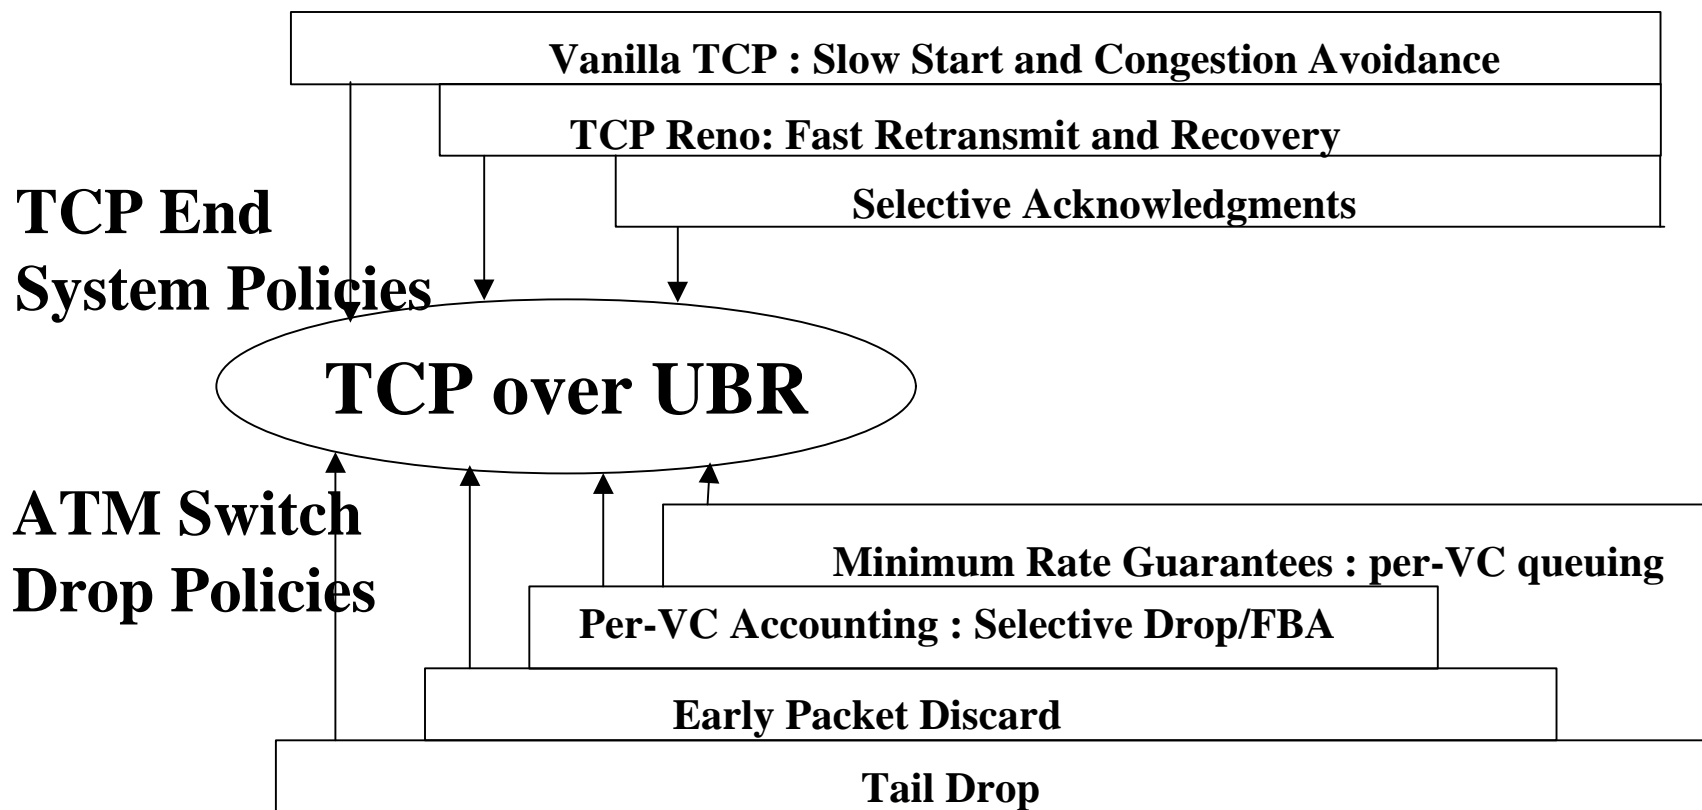 Vanilla TCP : Slow Start and Congestion Avoidance
TCP Reno: Fast Retransmit and Recovery
Selective Acknowledgments
TCP End
System Policies
TCP over UBR
ATM Switch
Drop Policies
Minimum Rate Guarantees : per-VC queuing
Per-VC Accounting : Selective Drop/FBA
Early Packet Discard
Tail Drop